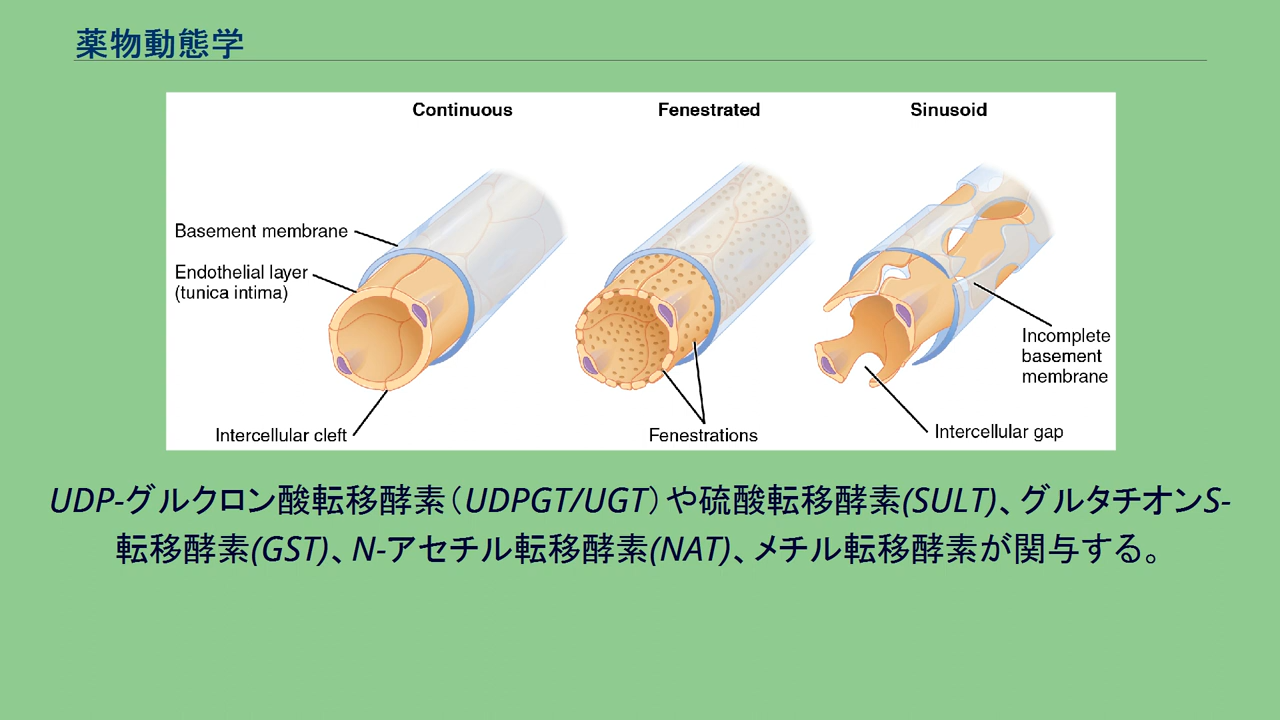 薬物動態学
Continuous
Fenestrated
Sinusoid
Basement membrane
Endothelial layer
(tunica intima)
Intercellular cleft
Fenestrations
Incomplete
basement
membrane
Intercellular gap
UDP-グルクロン酸転移酵素（UDPGT/UGT）や硫酸転移酵素(SULT)、グルタチオンS-
転移酵素(GST)、N-アセチル転移酵素(NAT)、メチル転移酵素が関与する。